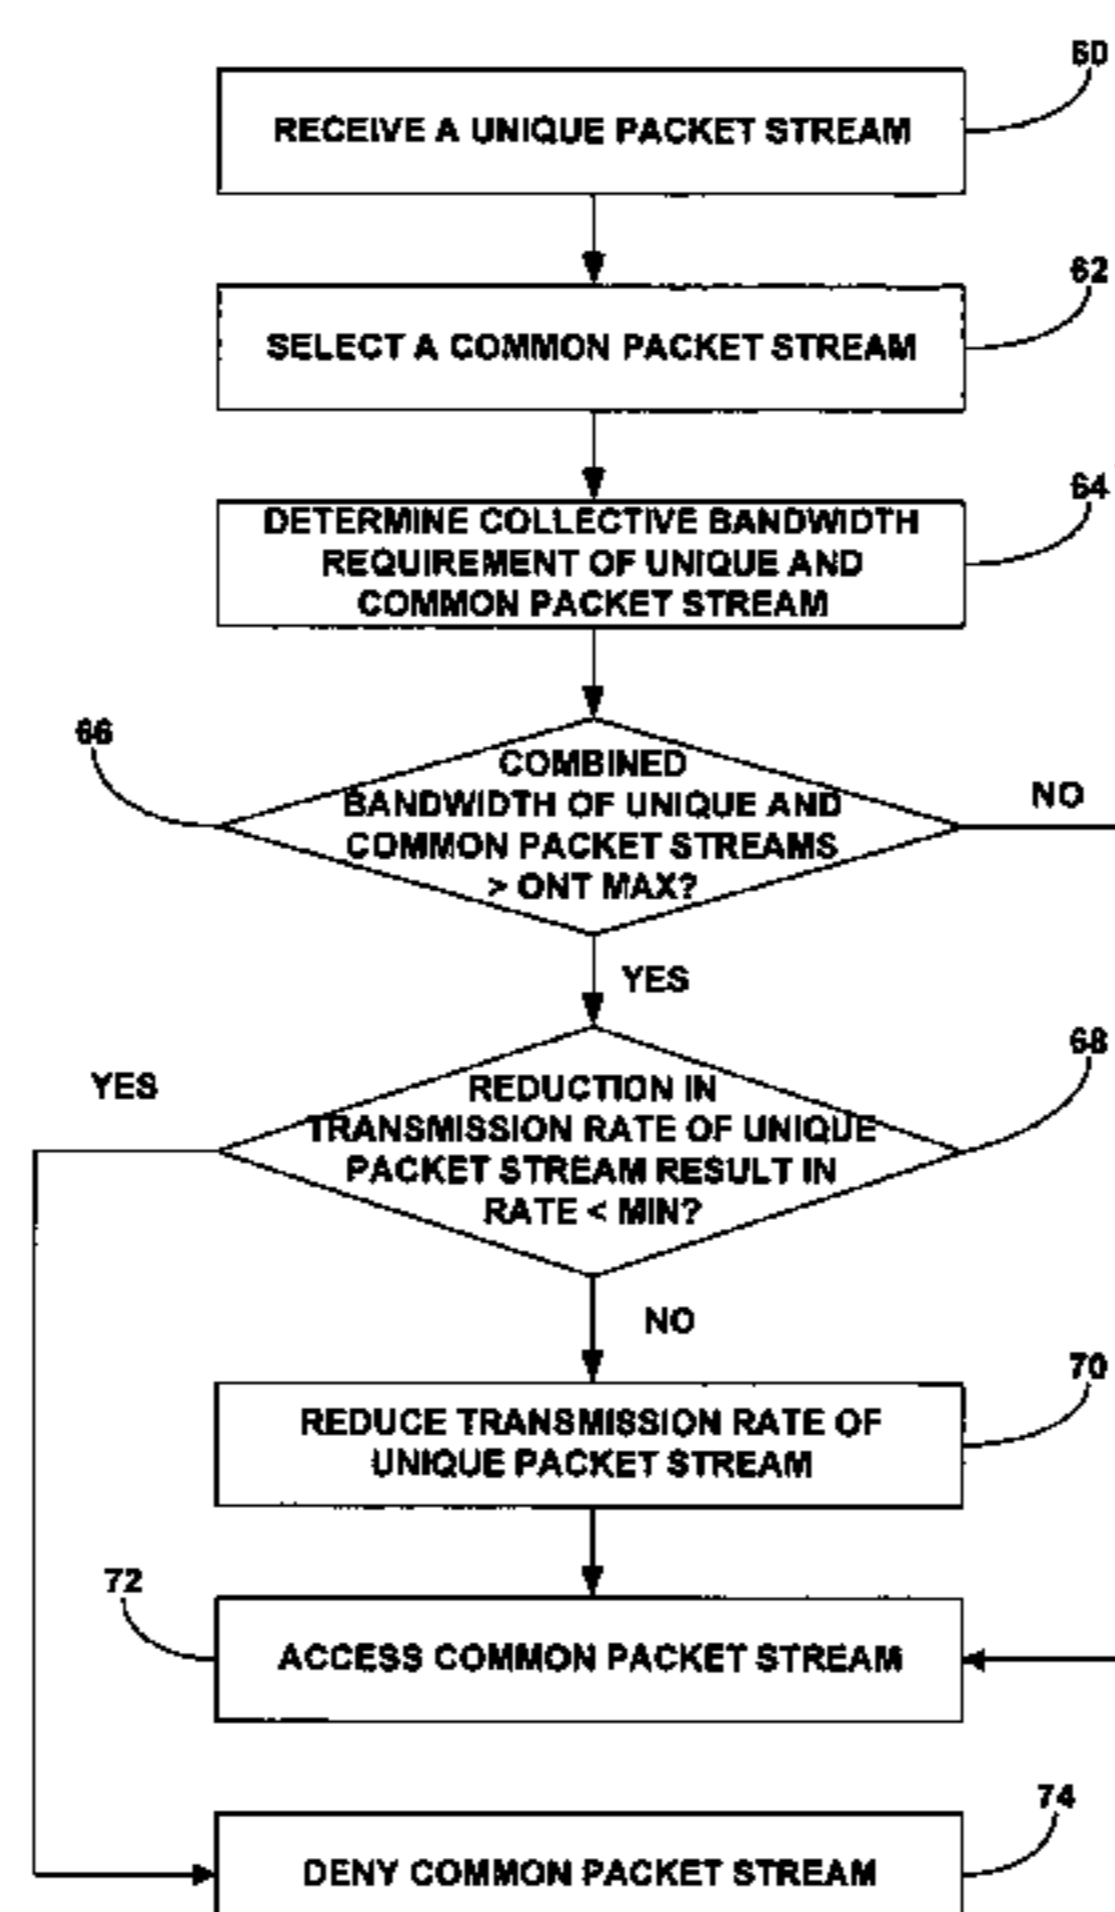 60
RECEIVE A UNIQUE PACKET STREAM
62
SELECT A COMMON PACKET STREAM
64
DETERMINE COLLECTIVE BANDWIDTH
REQUIREMENT OF UNIQUE AND
COMMON PACKET STREAM
66
COMBINED
BANDWIDTH OF UNIQUE AND
COMMON PACKET STREAMS
> ONT MAX?
NO
YES
68
YES
REDUCTION IN
TRANSMISSION RATE OF UNIQUE
PACKET STREAM RESULT IN
RATE < MIN?
NO
70
REDUCE TRANSMISSION RATE OF
UNIQUE PACKET STREAM
72
ACCESS COMMON PACKET STREAM
74
DENY COMMON PACKET STREAM